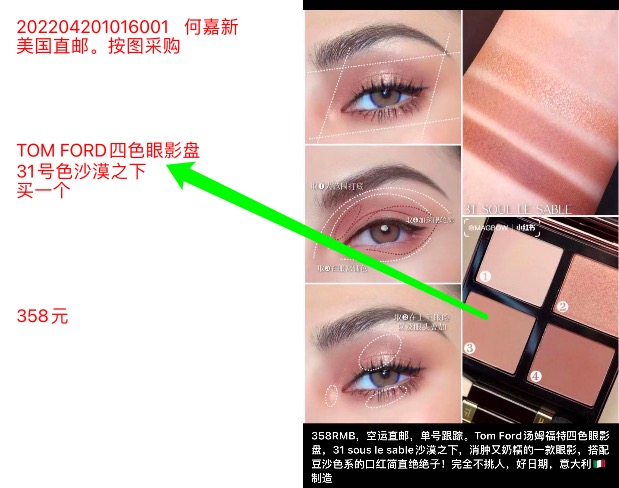 202204201016001 何嘉新
美国直邮。按图采购
TOM FORD四色眼影盘
31号色沙漠之下
买一个
358元
31 SOUL LE SABLE
@MAGBOW 小红书
①
②
③
④
358RMB，空运直邮，单号跟踪。Tom Ford汤姆福特四色眼影
盘，31 sous le sable沙漠之下，消肿又奶糯的一款眼影，搭配
豆沙色系的口红简直绝绝子！完全不挑人，好日期，意大利🇮🇹
制造